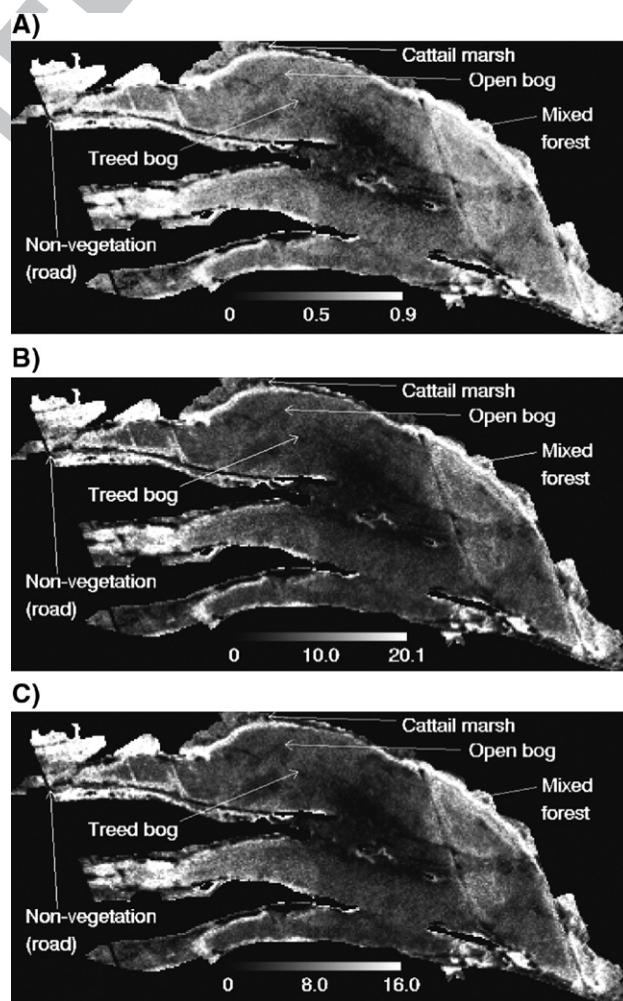 A)
Cattail marsh
Open bog
Mixed
forest
Treed bog
Non-vegetation
(road)
0 0.5 0.9
B)
Cattail marsh
Open bog
Mixed
forest
Treed bog
Non-vegetation
(road)
0 10.0 20.1
C)
Cattail marsh
Open bog
Mixed
forest
Treed bog
Non-vegetation
(road)
0 8.0 16.0